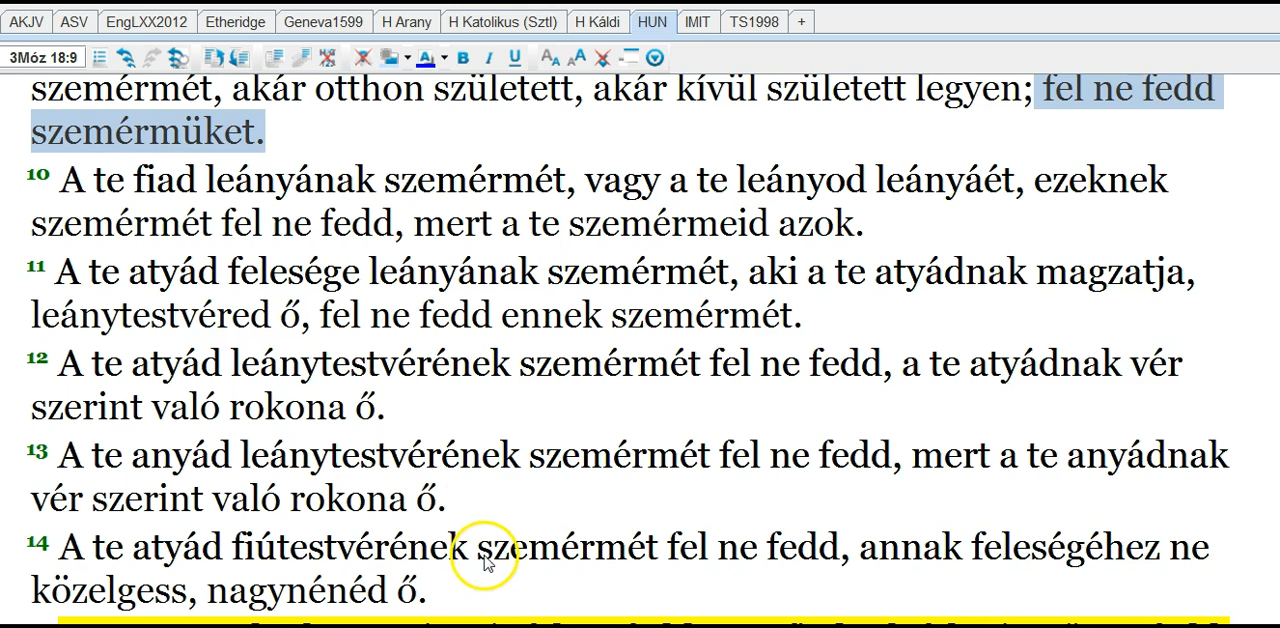 AKJV ASV EngLXX2012 Etheridge Geneva1599 H Arany H Katolikus (Sztl) H Káldi HUN IMIT TS1998 +
3Móz 18:9
szemérmét, akár otthon született, akár kívül született legyen; fel ne fedd
szemérmüket.
10 A te fiad leányának szemérmét, vagy a te leányod leányáét, ezeknek
szemérmét fel ne fedd, mert a te szemérmeid azok.
11 A te atyád felesége leányának szemérmét, aki a te atyádnak magzatja,
leánytestvéred ő, fel ne fedd ennek szemérmét.
12 A te atyád leánytestvérének szemérmét fel ne fedd, a te atyádnak vér
szerint való rokona ő.
13 A te anyád leánytestvérének szemérmét fel ne fedd, mert a te anyádnak
vér szerint való rokona ő.
14 A te atyád fiútestvérének szemérmét fel ne fedd, annak feleségéhez ne
közelgess, nagynénéd ő.